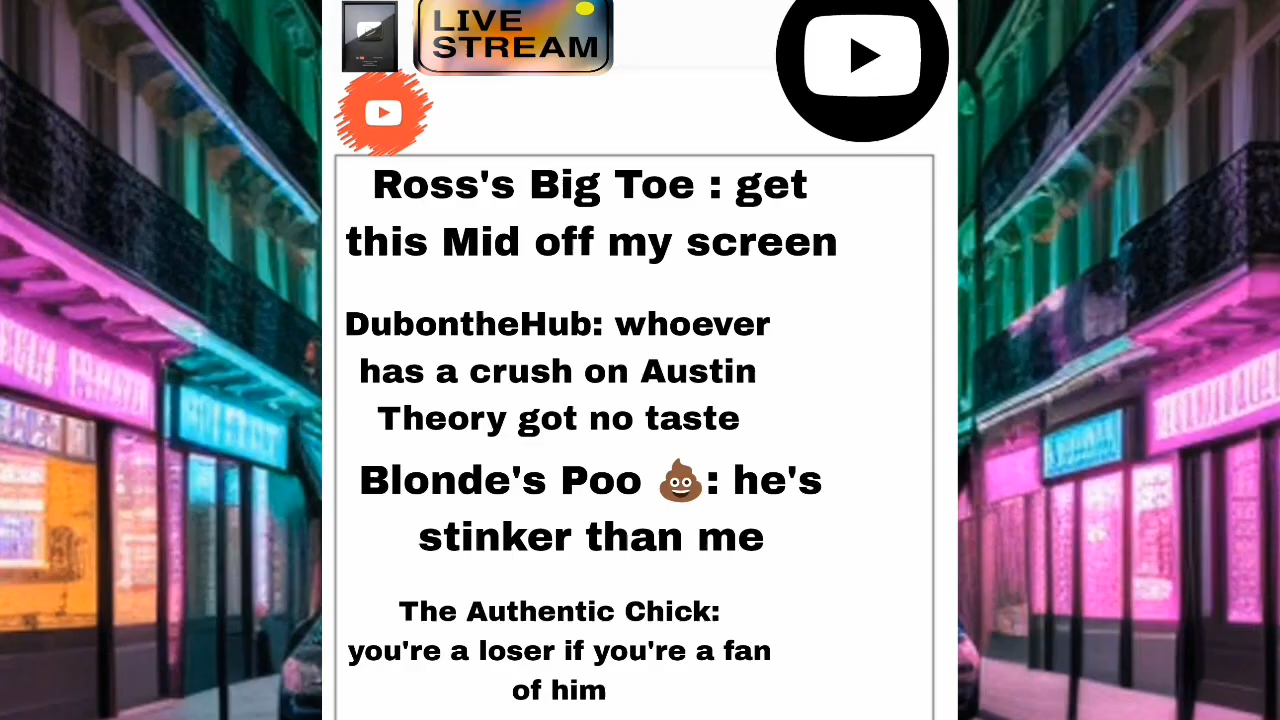 LIVE
STREAM
Ross's Big Toe : get
this Mid off my screen
DubontheHub: whoever
has a crush on Austin
Theory got no taste
Blonde's Poo 💩: he's
stinker than me
The Authentic Chick:
you're a loser if you're a fan
of him